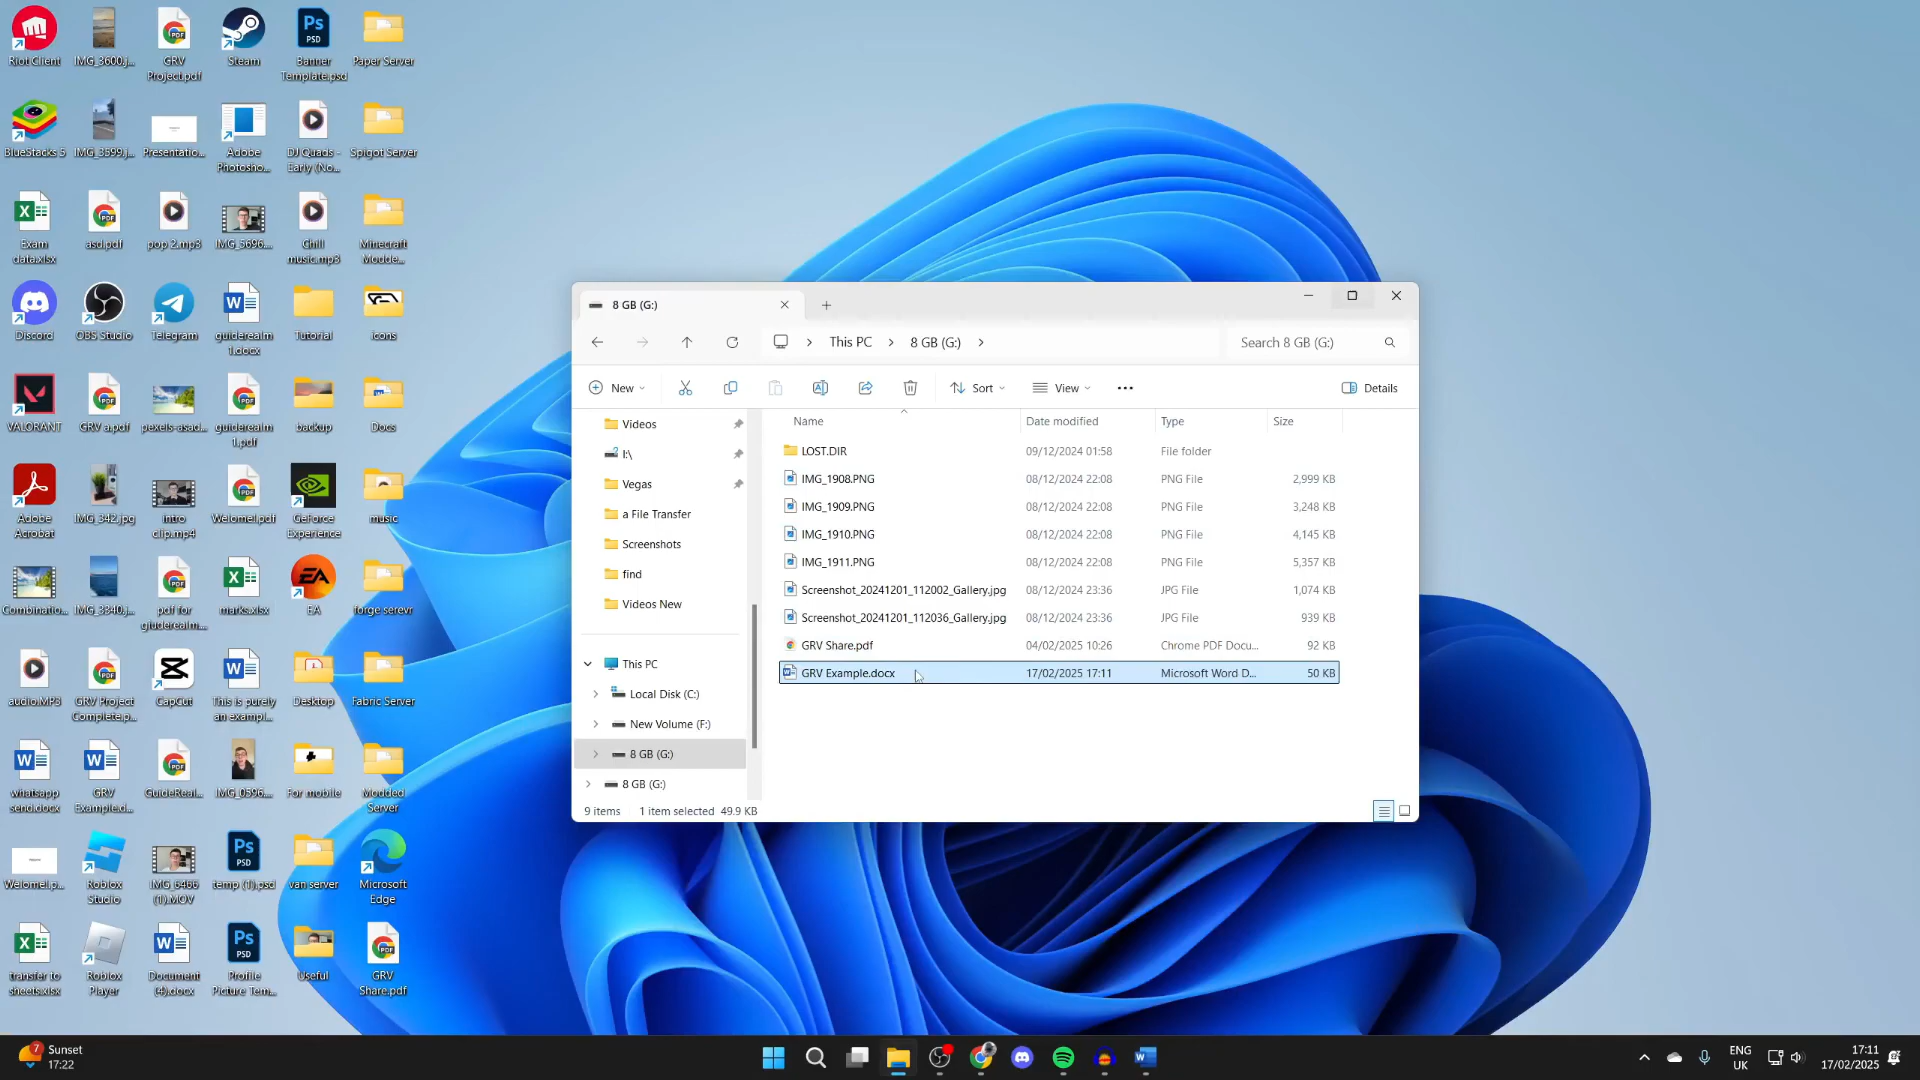 Riot Client
IMG_3600.j...
GRV
Project.pdf
Steam
Banner
Template.psd
Paper Server
BlueStacks 5
IMG_3599.j...
Presentatio...
Adobe
Photosho...
DJ Quads -
Early (No...
Spigot Server
Exam
data.xlsx
asd.pdf
pop 2.mp3
IMG_3696....
Chill
music.mp3
Minecraft
Modde...
Discord
OBS Studio
Telegram
guiderealm
1.docx
Tutorial
icons
VALORANT
GRV a.pdf
pexels-asad...
guiderealm
1.pdf
backup
Docs
Adobe
Acrobat
IMG_342.jpg
intro
clip.mp4
Welome!.pdf
GeForce
Experience
music
Combinatio...
IMG_3340.j...
pdf for
giuderealm...
marks.xlsx
EA
forge serevr
audio.MP3
GRV Project
Complete.p...
CapCut
This is purely
an exampl...
Desktop
Fabric Server
whatsapp
send.docx
GRV
Example.d...
GuideReal...
IMG_0596....
For mobile
Modded
Server
Welome!.p...
Roblox
Studio
IMG_6466
(1).MOV
temp (1).psd
van server
Microsoft
Edge
transfer to
sheets.xlsx
Roblox
Player
Document
(4).docx
Profile
Picture Tem...
Useful
GRV
Share.pdf
8 GB (G:)
This PC
8 GB (G:)
Search 8 GB (G:)
New
Sort
View
Details
Videos
I:\
Vegas
a File Transfer
Screenshots
find
Videos New
This PC
Local Disk (C:)
New Volume (F:)
8 GB (G:)
8 GB (G:)
Name Date modified Type Size
LOST.DIR 09/12/2024 01:58 File folder
IMG_1908.PNG 08/12/2024 22:08 PNG File 2,999 KB
IMG_1909.PNG 08/12/2024 22:08 PNG File 3,248 KB
IMG_1910.PNG 08/12/2024 22:08 PNG File 4,145 KB
IMG_1911.PNG 08/12/2024 22:08 PNG File 5,357 KB
Screenshot_20241201_112002_Gallery.jpg 08/12/2024 23:36 JPG File 1,074 KB
Screenshot_20241201_112036_Gallery.jpg 08/12/2024 23:36 JPG File 939 KB
GRV Share.pdf 04/02/2025 10:26 Chrome PDF Docu... 92 KB
GRV Example.docx 17/02/2025 17:11 Microsoft Word D... 50 KB
9 items 1 item selected 49.9 KB
7
Sunset
17:22
ENG
UK
17:11
17/02/2025